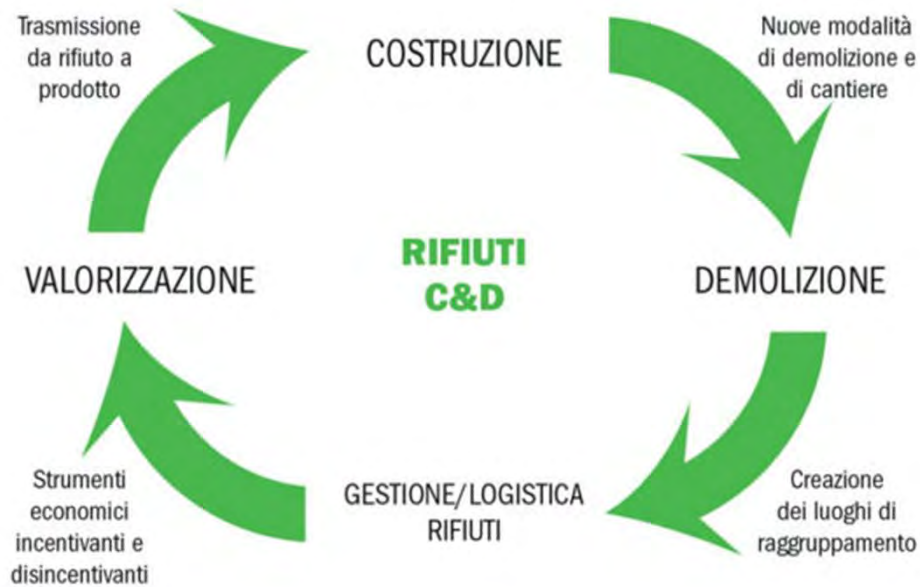 Trasmissione
da rifiuto a
prodotto
COSTRUZIONE
Nuove modalità
di demolizione e
di cantiere
VALORIZZAZIONE
RIFIUTI
C&D
DEMOLIZIONE
Strumenti
economici
incentivanti e
disincentivanti
GESTIONE/LOGISTICA
RIFIUTI
Creazione
dei luoghi di
raggruppamento